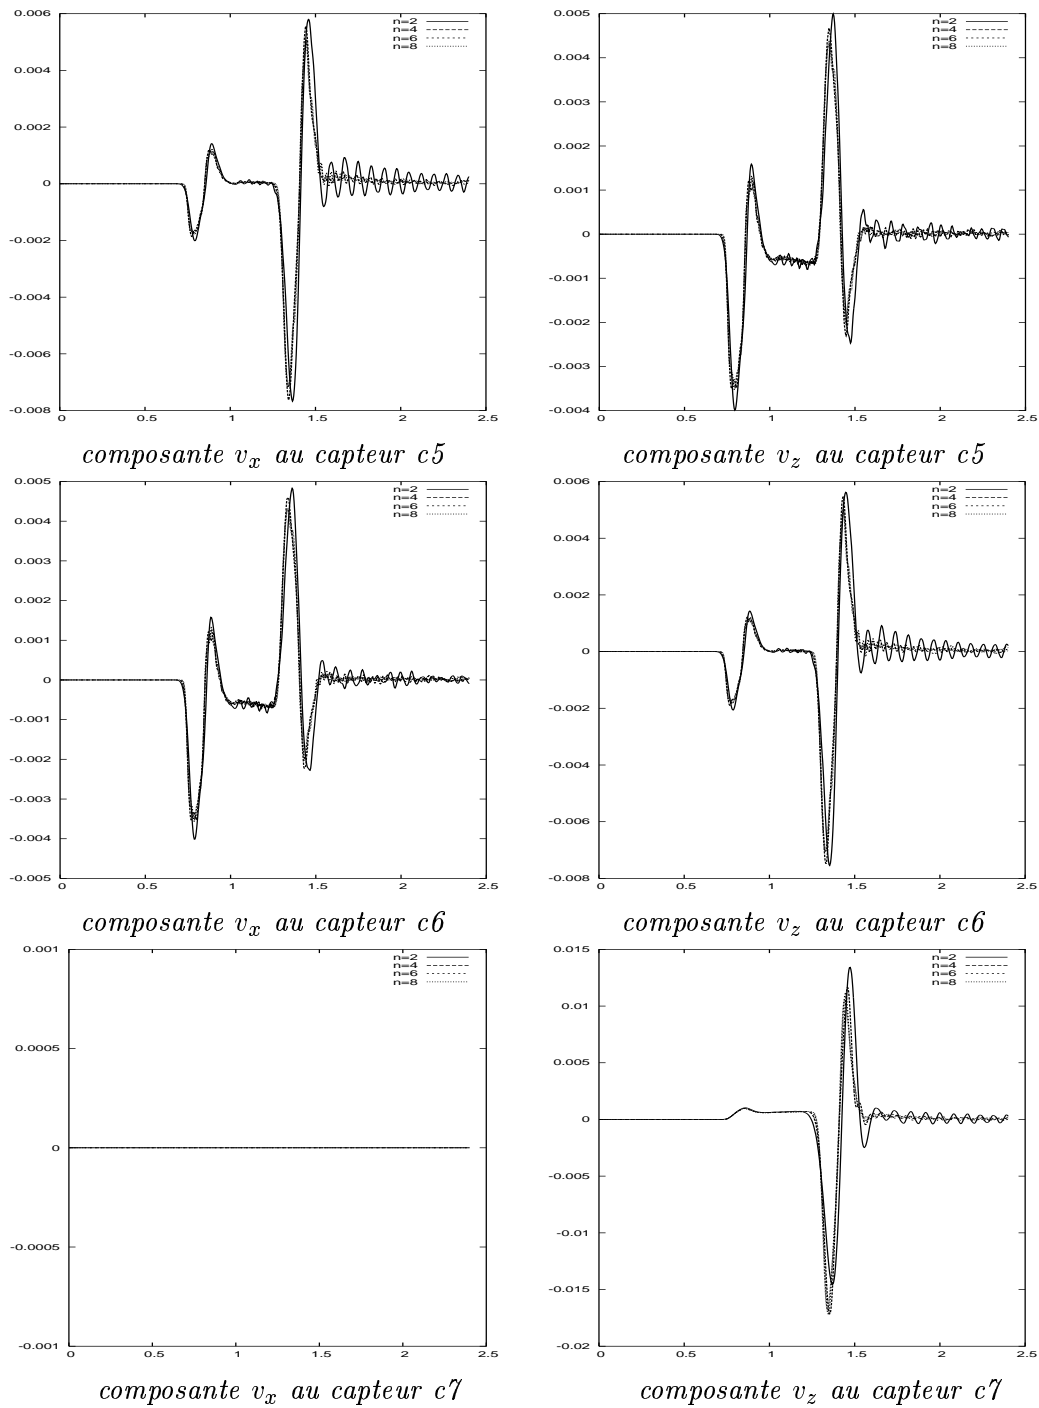 0.006
0.004
0.002
0
-0.002
-0.004
-0.006
-0.008
0 0.5 1 1.5 2 2.5
n=2
n=4
n=6
n=8
composante v_x au capteur c5
0.005
0.004
0.003
0.002
0.001
0
-0.001
-0.002
-0.003
-0.004
0 0.5 1 1.5 2 2.5
n=2
n=4
n=6
n=8
composante v_z au capteur c5
0.005
0.004
0.003
0.002
0.001
0
-0.001
-0.002
-0.003
-0.004
-0.005
0 0.5 1 1.5 2 2.5
n=2
n=4
n=6
n=8
composante v_x au capteur c6
0.006
0.004
0.002
0
-0.002
-0.004
-0.006
-0.008
0 0.5 1 1.5 2 2.5
n=2
n=4
n=6
n=8
composante v_z au capteur c6
0.001
0.0005
0
-0.0005
-0.001
0 0.5 1 1.5 2 2.5
n=2
n=4
n=6
n=8
composante v_x au capteur c7
0.015
0.01
0.005
0
-0.005
-0.01
-0.015
-0.02
0 0.5 1 1.5 2 2.5
n=2
n=4
n=6
n=8
composante v_z au capteur c7